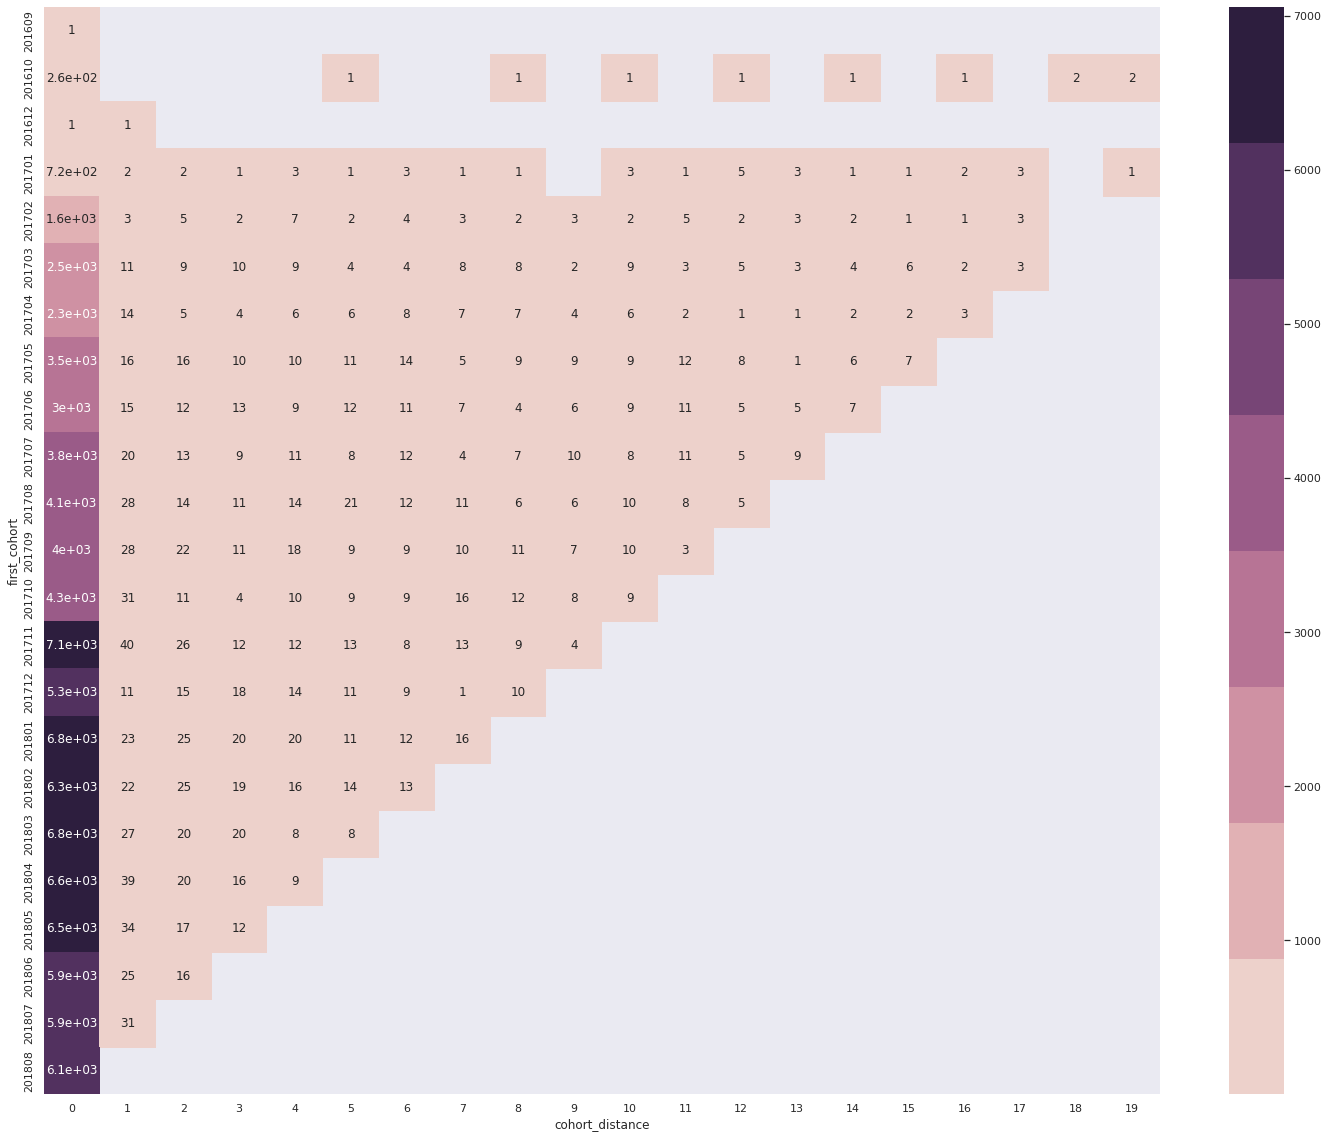 201609 1
201610 2.6e+02 1 1 1 1 1 1 2 2
201612 1 1
201701 7.2e+02 2 2 1 3 1 3 1 1 3 1 5 3 1 1 2 3 1
201702 1.6e+03 3 5 2 7 2 4 3 2 3 2 5 2 3 2 1 1 3
201703 2.5e+03 11 9 10 9 4 4 8 8 2 9 3 5 3 4 6 2 3
201704 2.3e+03 14 5 4 6 6 8 7 7 4 6 2 1 1 2 2 3
201705 3.5e+03 16 16 10 10 11 14 5 9 9 9 12 8 1 6 7
201706 3e+03 15 12 13 9 12 11 7 4 6 9 11 5 5 7
201707 3.8e+03 20 13 9 11 8 12 4 7 10 8 11 5 9
201708 4.1e+03 28 14 11 14 21 12 11 6 6 10 8 5
201709 4e+03 28 22 11 18 9 9 10 11 7 10 3
201710 4.3e+03 31 11 4 10 9 9 16 12 8 9
201711 7.1e+03 40 26 12 12 13 8 13 9 4
201712 5.3e+03 11 15 18 14 11 9 1 10
201801 6.8e+03 23 25 20 20 11 12 16
201802 6.3e+03 22 25 19 16 14 13
201803 6.8e+03 27 20 20 8 8
201804 6.6e+03 39 20 16 9
201805 6.5e+03 34 17 12
201806 5.9e+03 25 16
201807 5.9e+03 31
201808 6.1e+03
0 1 2 3 4 5 6 7 8 9 10 11 12 13 14 15 16 17 18 19
cohort_distance
first_cohort
7000
6000
5000
4000
3000
2000
1000